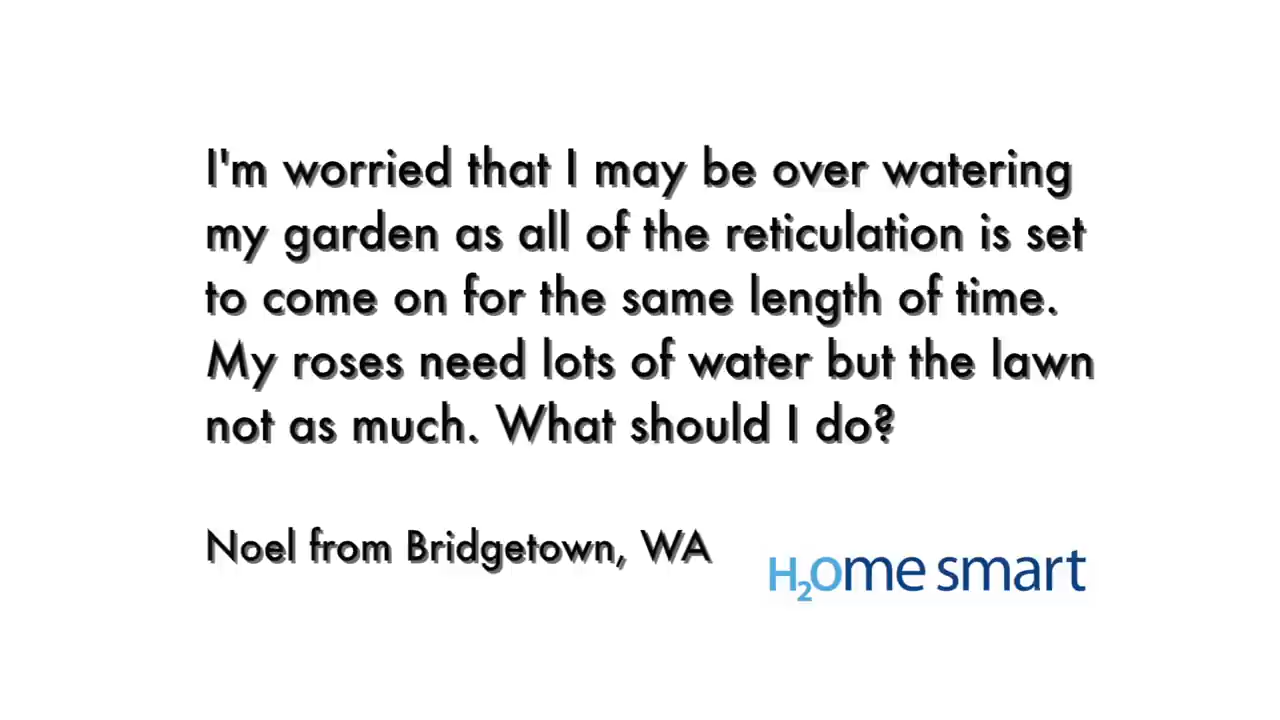 I'm worried that I may be over watering
my garden as all of the reticulation is set
to come on for the same length of time.
My roses need lots of water but the lawn
not as much. What should I do?
Noel from Bridgetown, WA
H2Ome smart